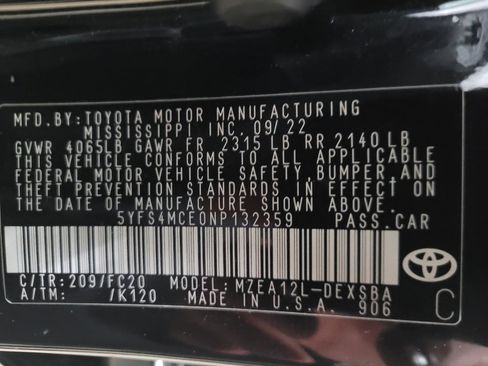 MFD.BY:TOYOTA MOTOR MANUFACTURING
MISSISSIPPI INC. 09/22
GVWR 4065LB GAWR FR 2315 LB RR 2140LB
THIS VEHICLE CONFORMS TO ALL APPLICABLE
FEDERAL MOTOR VEHICLE SAFETY, BUMPER, AND
THEFT PREVENTION STANDARDS IN EFFECT ON
THE DATE OF MANUFACTURE SHOWN ABOVE.
5YFS4MCE0NP132359 PASS.CAR
C/TR:209/FC20 MODEL: MZEA12L-DEXSBA
A/TM: /K120 MADE IN U.S.A. 906
TOYOTA
C